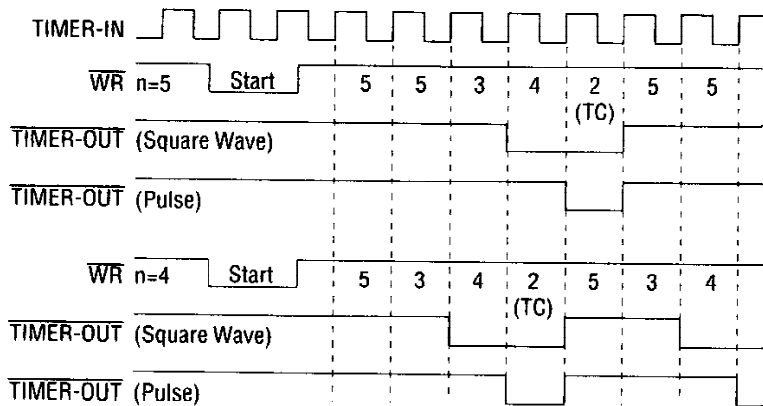 TIMER-IN
WR n=5 Start 5 5 3 4 2 5 5
(TC)
TIMER-OUT (Square Wave)
TIMER-OUT (Pulse)
WR n=4 Start 5 3 4 2 5 3 4
(TC)
TIMER-OUT (Square Wave)
TIMER-OUT (Pulse)